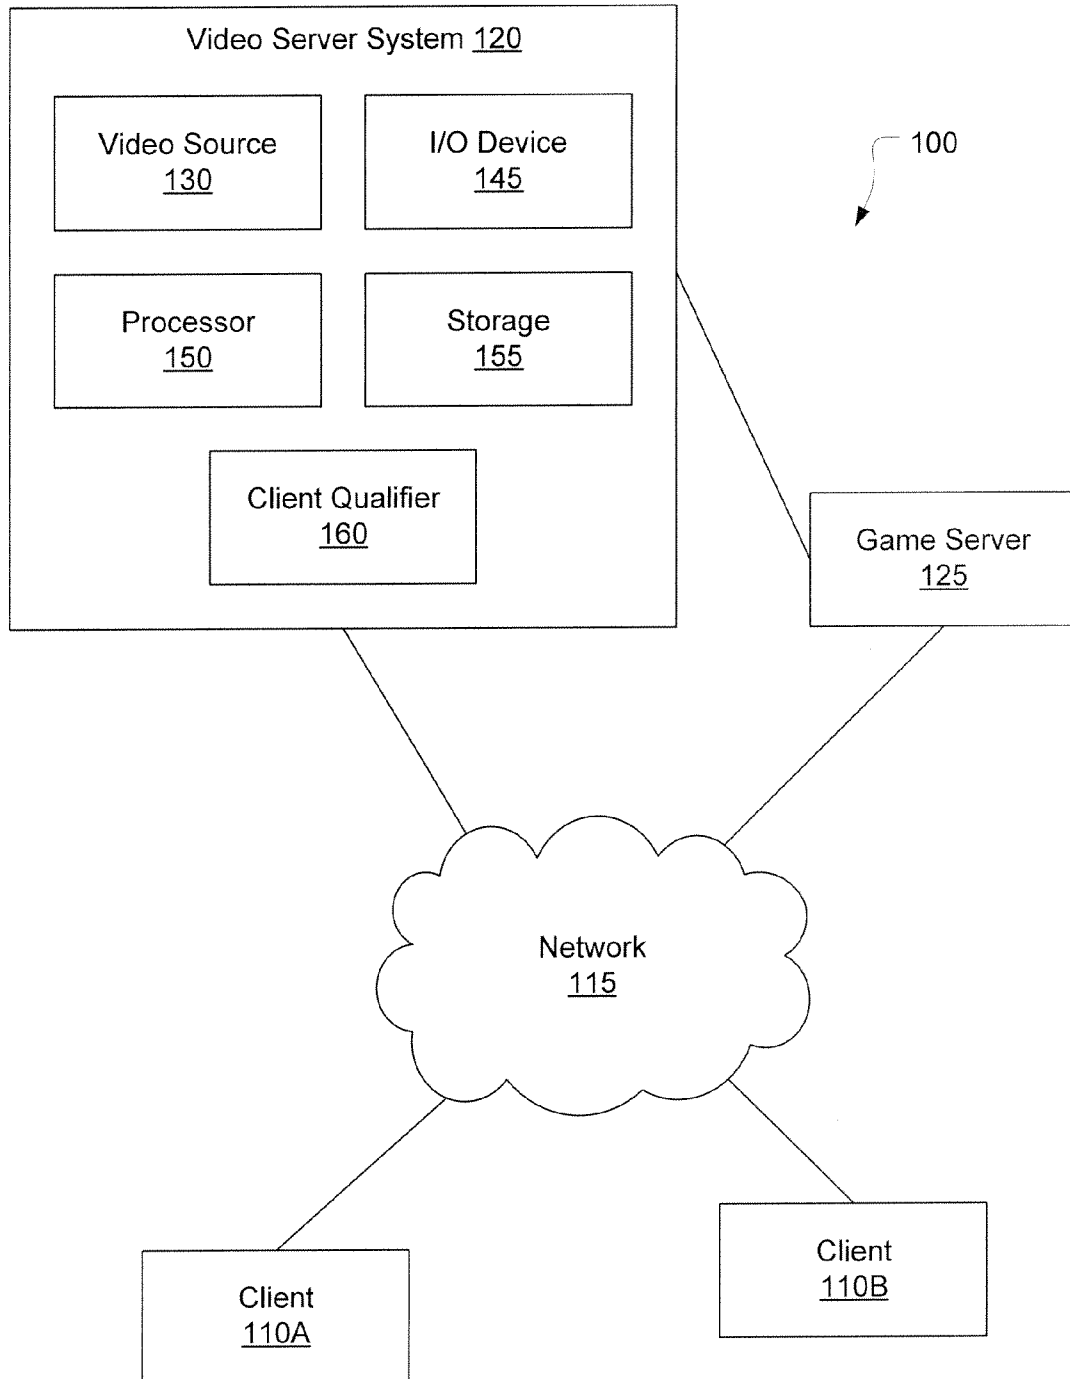 Video Server System 120
Video Source
130
I/O Device
145
100
Processor
150
Storage
155
Client Qualifier
160
Game Server
125
Network
115
Client
110B
Client
110A